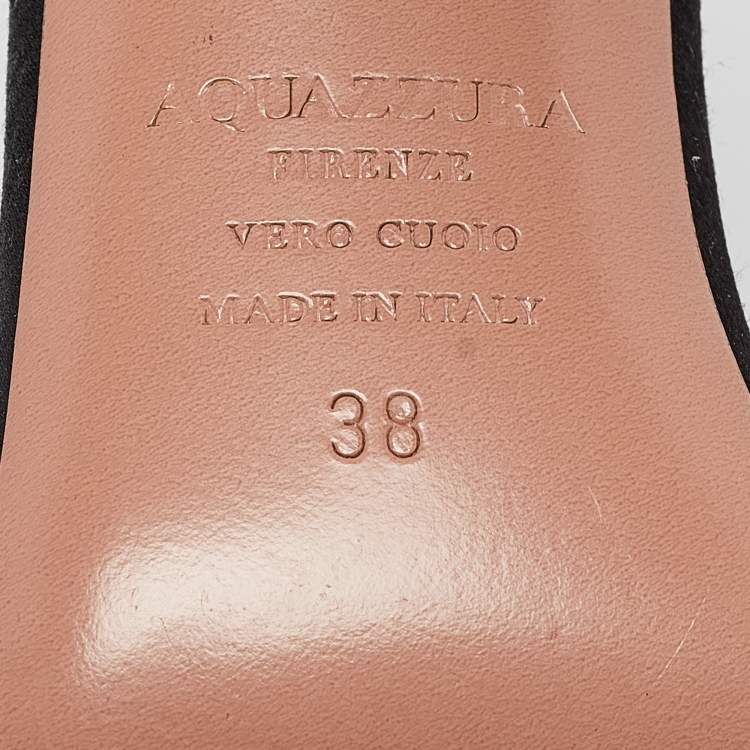 AQUAZZURA
FIRENZE
VERO CUOIO
MADE IN ITALY
38